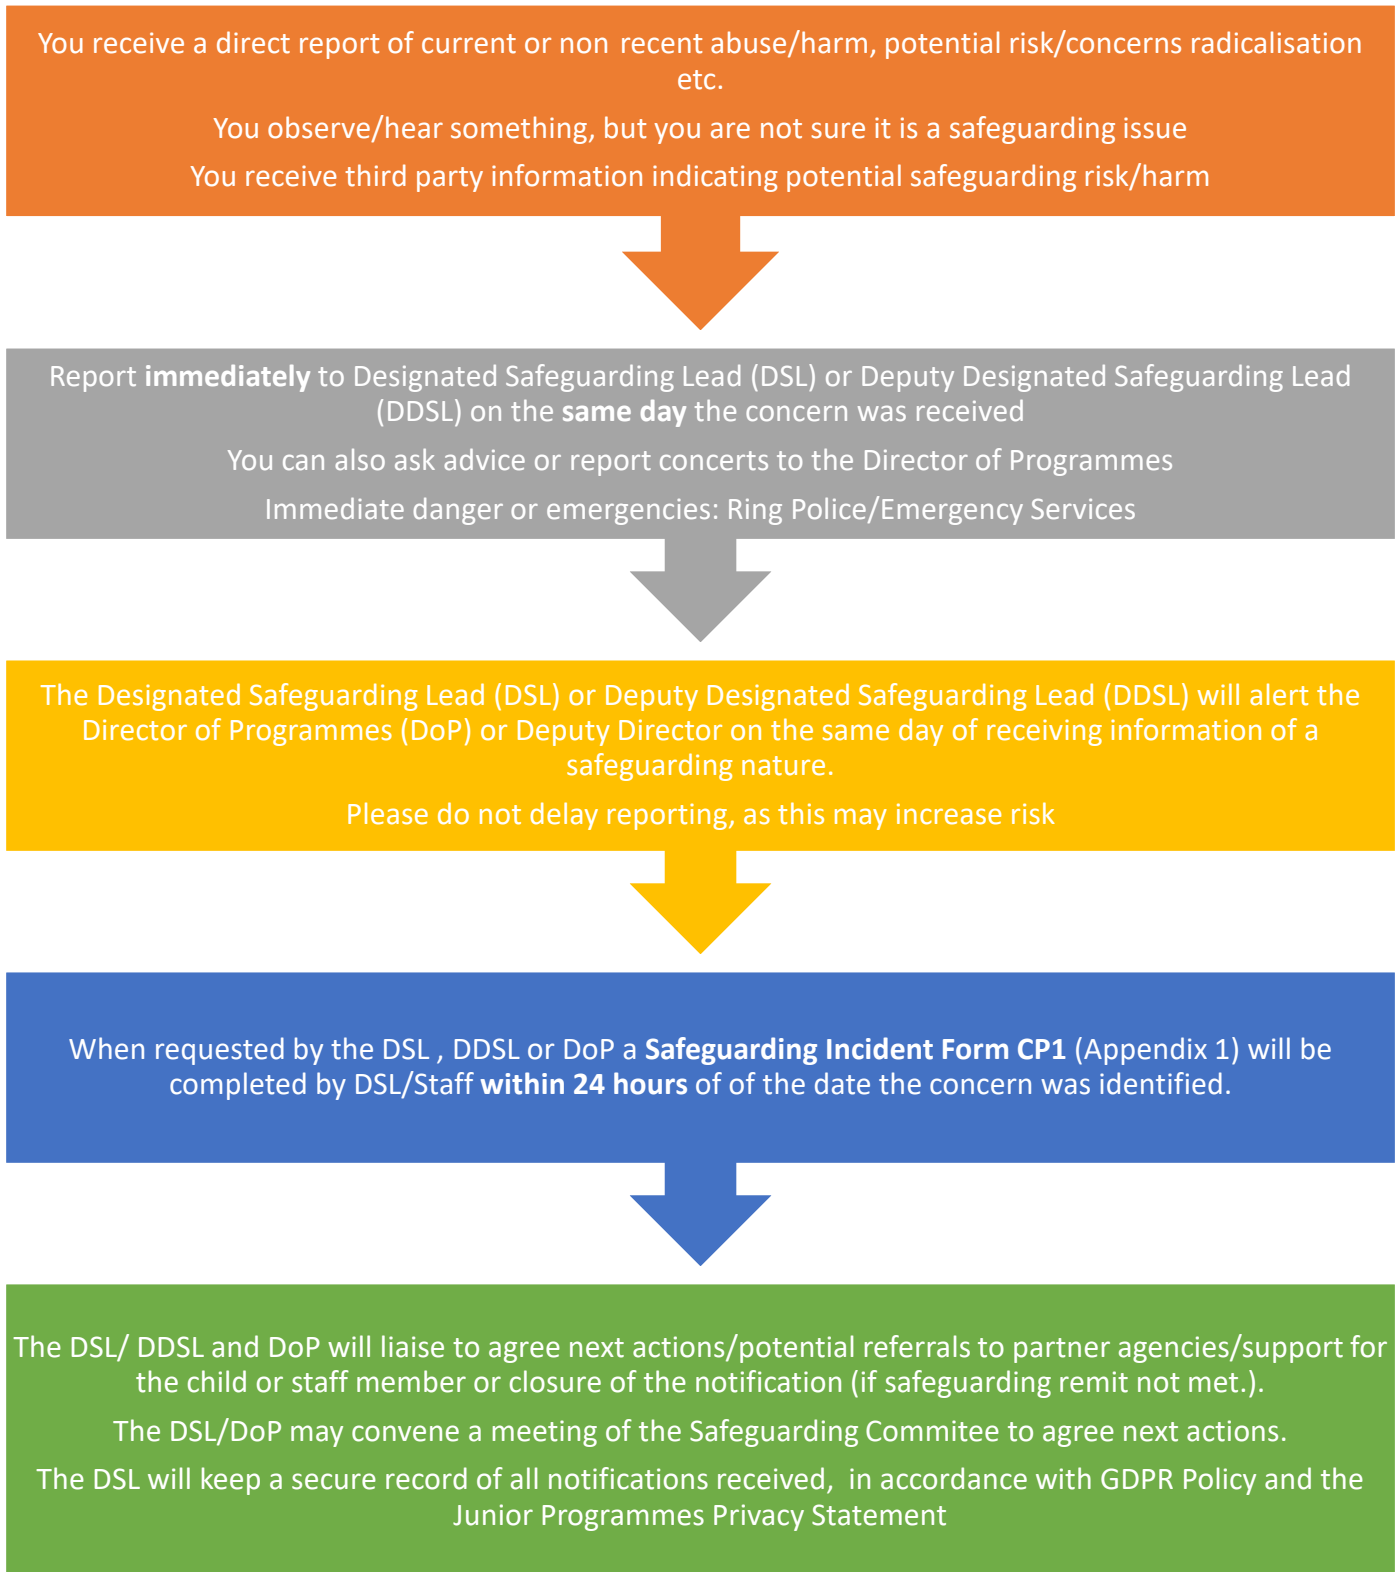 You receive a direct report of current or non recent abuse/harm, potential risk/concerns radicalisation
etc.
You observe/hear something, but you are not sure it is a safeguarding issue
You receive third party information indicating potential safeguarding risk/harm
Report immediately to Designated Safeguarding Lead (DSL) or Deputy Designated Safeguarding Lead
(DDSL) on the same day the concern was received
You can also ask advice or report concerts to the Director of Programmes
Immediate danger or emergencies: Ring Police/Emergency Services
The Designated Safeguarding Lead (DSL) or Deputy Designated Safeguarding Lead (DDSL) will alert the
Director of Programmes (DoP) or Deputy Director on the same day of receiving information of a
safeguarding nature.
Please do not delay reporting, as this may increase risk
When requested by the DSL , DDSL or DoP a Safeguarding Incident Form CP1 (Appendix 1) will be
completed by DSL/Staff within 24 hours of of the date the concern was identified.
The DSL/ DDSL and DoP will liaise to agree next actions/potential referrals to partner agencies/support for
the child or staff member or closure of the notification (if safeguarding remit not met.).
The DSL/DoP may convene a meeting of the Safeguarding Commitee to agree next actions.
The DSL will keep a secure record of all notifications received,  in accordance with GDPR Policy and the
Junior Programmes Privacy Statement